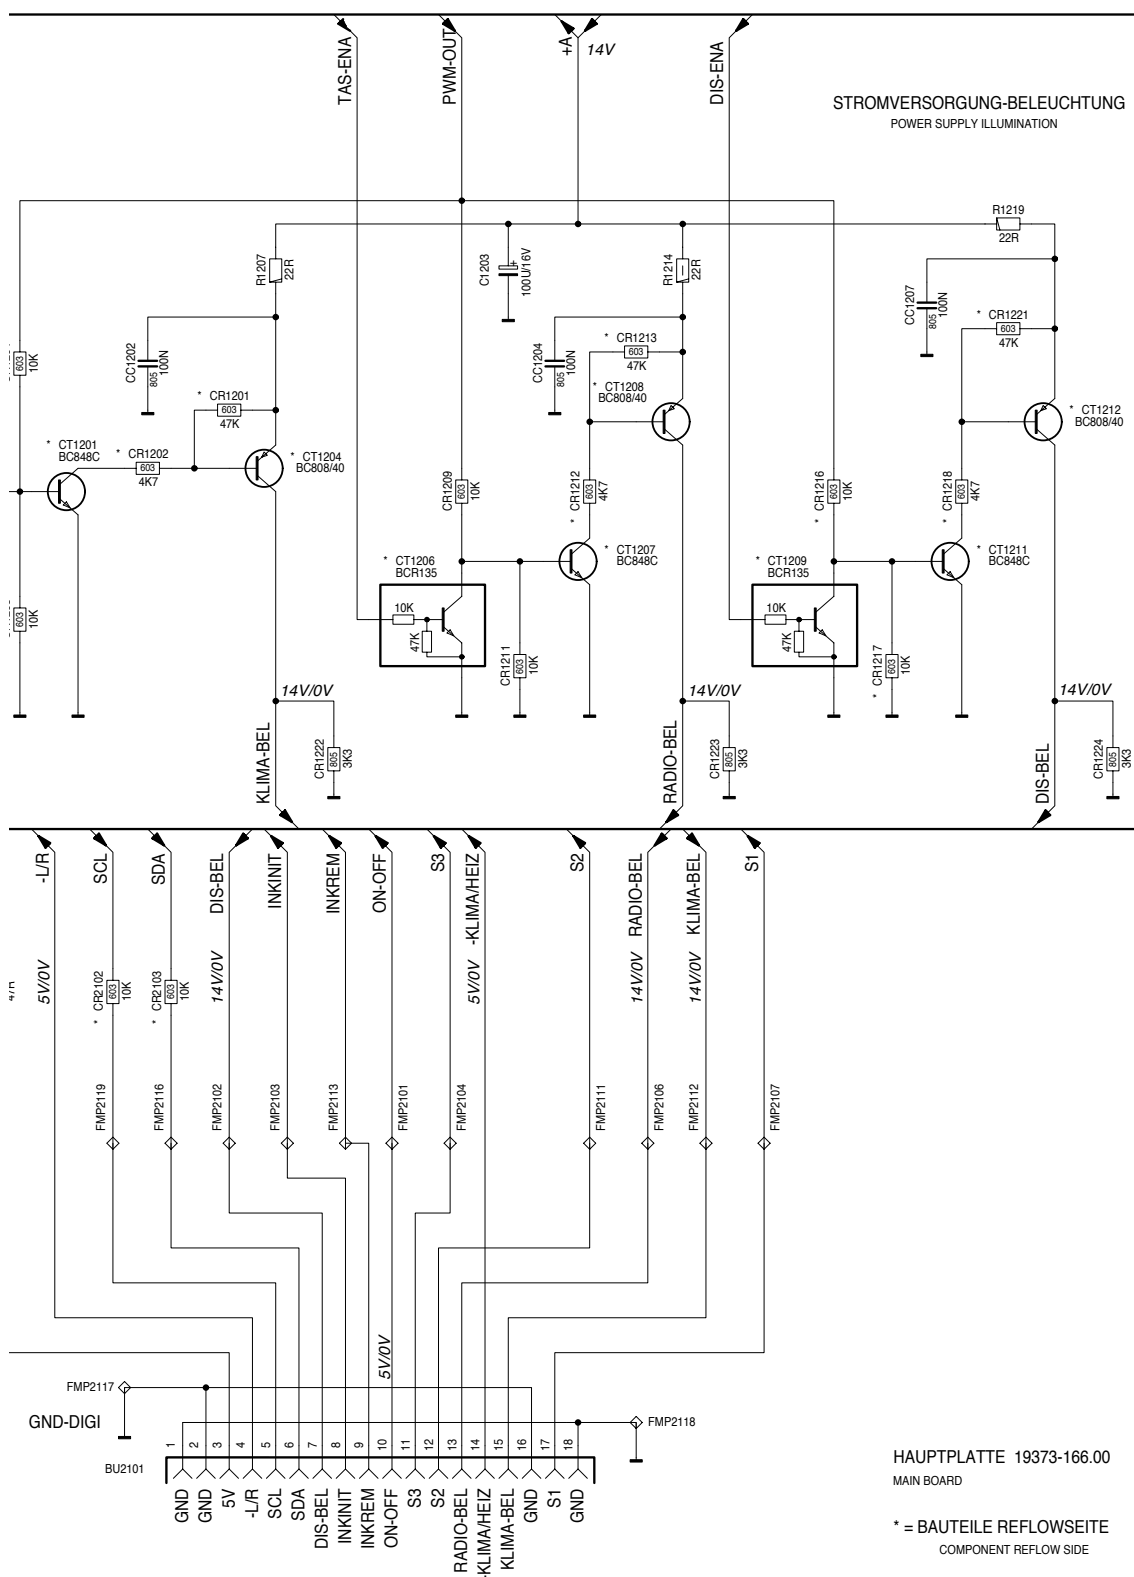 TAS-ENA
PWM-OUT
+A
14V
DIS-ENA
STROMVERSORGUNG-BELEUCHTUNG
POWER SUPPLY ILLUMINATION
R1207
22R
C1203
+
100U/16V
R1214
22R
R1219
22R
CC1202
805
100N
CC1204
805
100N
CC1207
805
100N
603
10K
* CR1201
603
47K
* CR1213
603
47K
* CR1221
603
47K
* CT1201
BC848C
* CR1202
603
4K7
* CT1204
BC808/40
* CT1208
BC808/40
* CT1212
BC808/40
CR1209
603
10K
* CR1212
603
4K7
* CR1216
603
10K
* CR1218
603
4K7
* CT1206
BCR135
10K
47K
* CT1207
BC848C
* CT1209
BCR135
10K
47K
* CT1211
BC848C
603
10K
CR1211
603
10K
* CR1217
603
10K
14V/0V
14V/0V
14V/0V
KLIMA-BEL
CR1222
805
3K3
RADIO-BEL
CR1223
805
3K3
DIS-BEL
CR1224
805
3K3
-L/R
SCL
SDA
DIS-BEL
INKINIT
INKREM
ON-OFF
S3
-KLIMA/HEIZ
S2
RADIO-BEL
KLIMA-BEL
S1
5V/0V
* CR2102
603
10K
* CR2103
603
10K
14V/0V
5V/0V
14V/0V
14V/0V
FMP2119
FMP2116
FMP2102
FMP2103
FMP2113
FMP2101
FMP2104
FMP2111
FMP2106
FMP2112
FMP2107
5V/0V
FMP2117
GND-DIGI
FMP2118
BU2101
1 2 3 4 5 6 7 8 9 10 11 12 13 14 15 16 17 18
GND
GND
5V
-L/R
SCL
SDA
DIS-BEL
INKINIT
INKREM
ON-OFF
S3
S2
RADIO-BEL
-KLIMA/HEIZ
KLIMA-BEL
GND
S1
GND
HAUPTPLATTE 19373-166.00
MAIN BOARD
* = BAUTEILE REFLOWSEITE
COMPONENT REFLOW SIDE